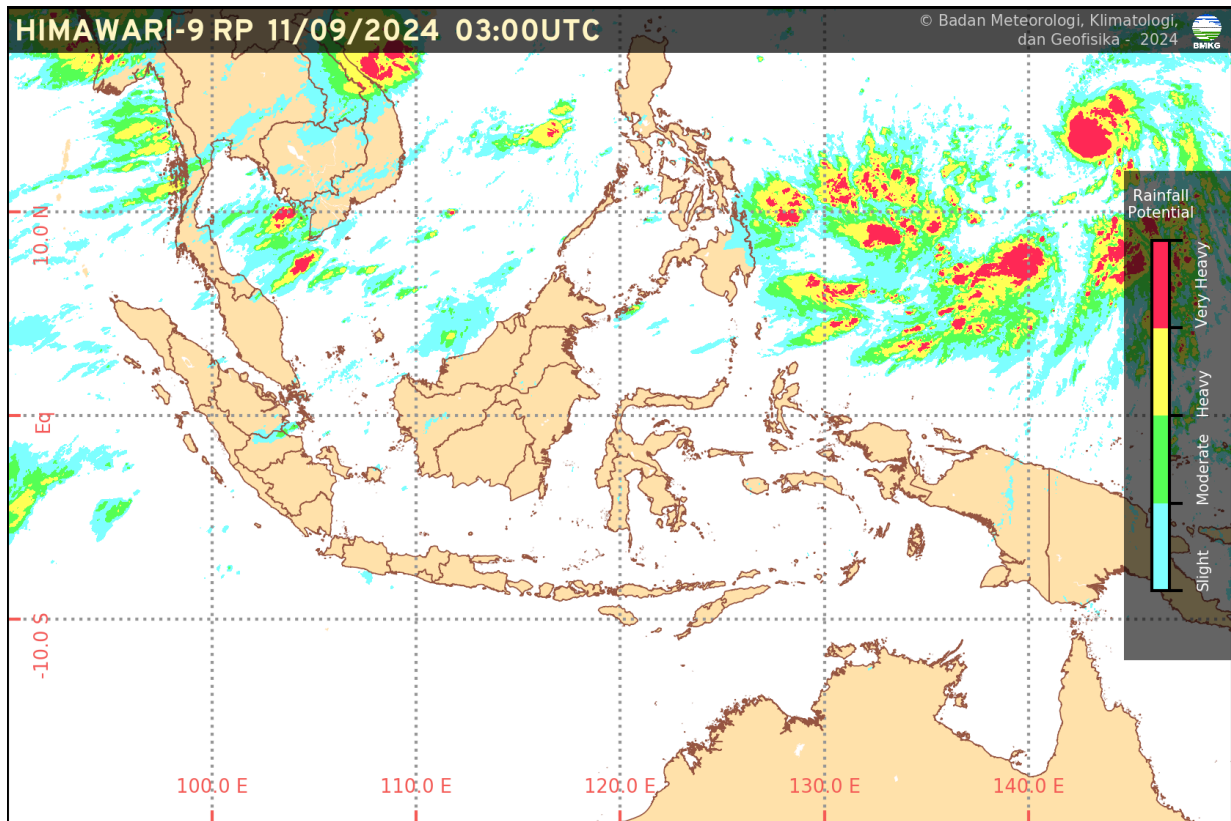 HIMAWARI-9 RP 11/09/2024 03:00UTC
© Badan Meteorologi, Klimatologi,
dan Geofisika - 2024
BMKG
Rainfall
Potential
Very Heavy
Heavy
Moderate
Slight
10.0 N
Eq
-10.0 S
100.0 E
110.0 E
120.0 E
130.0 E
140.0 E